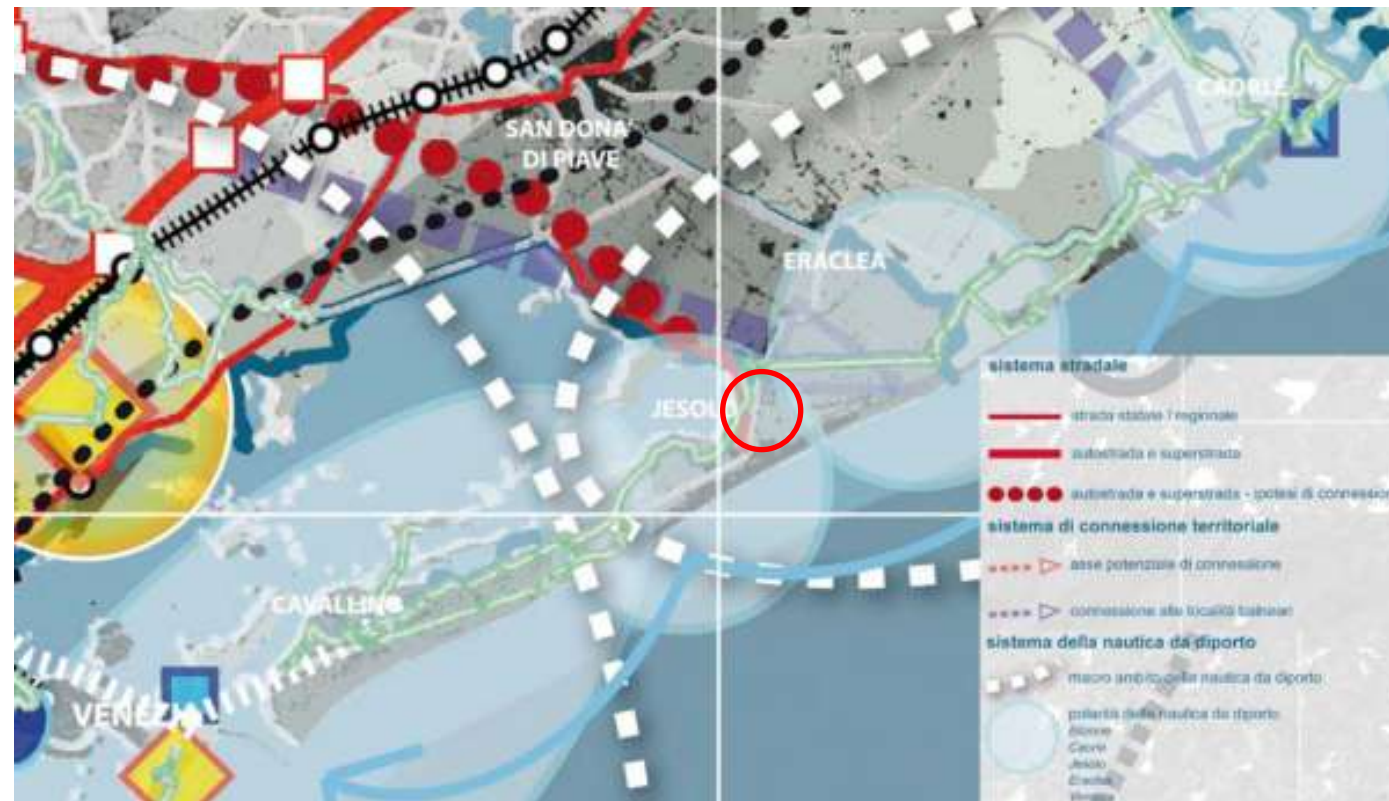 SAN DONA'
DI PIAVE
CAORLE
ERACLEA
JESOLO
CAVALLINO
VENEZIA
sistema stradale
strada statale / regionale
autostrada e superstrada
autostrada e superstrada - ipotesi di connession
sistema di connessione territoriale
asse potenziale di connessione
connessione alle località balneari
sistema della nautica da diporto
macro ambito della nautica da diporto
polarità della nautica da diporto
Caorle
Jesolo
Eraclea
Venezia